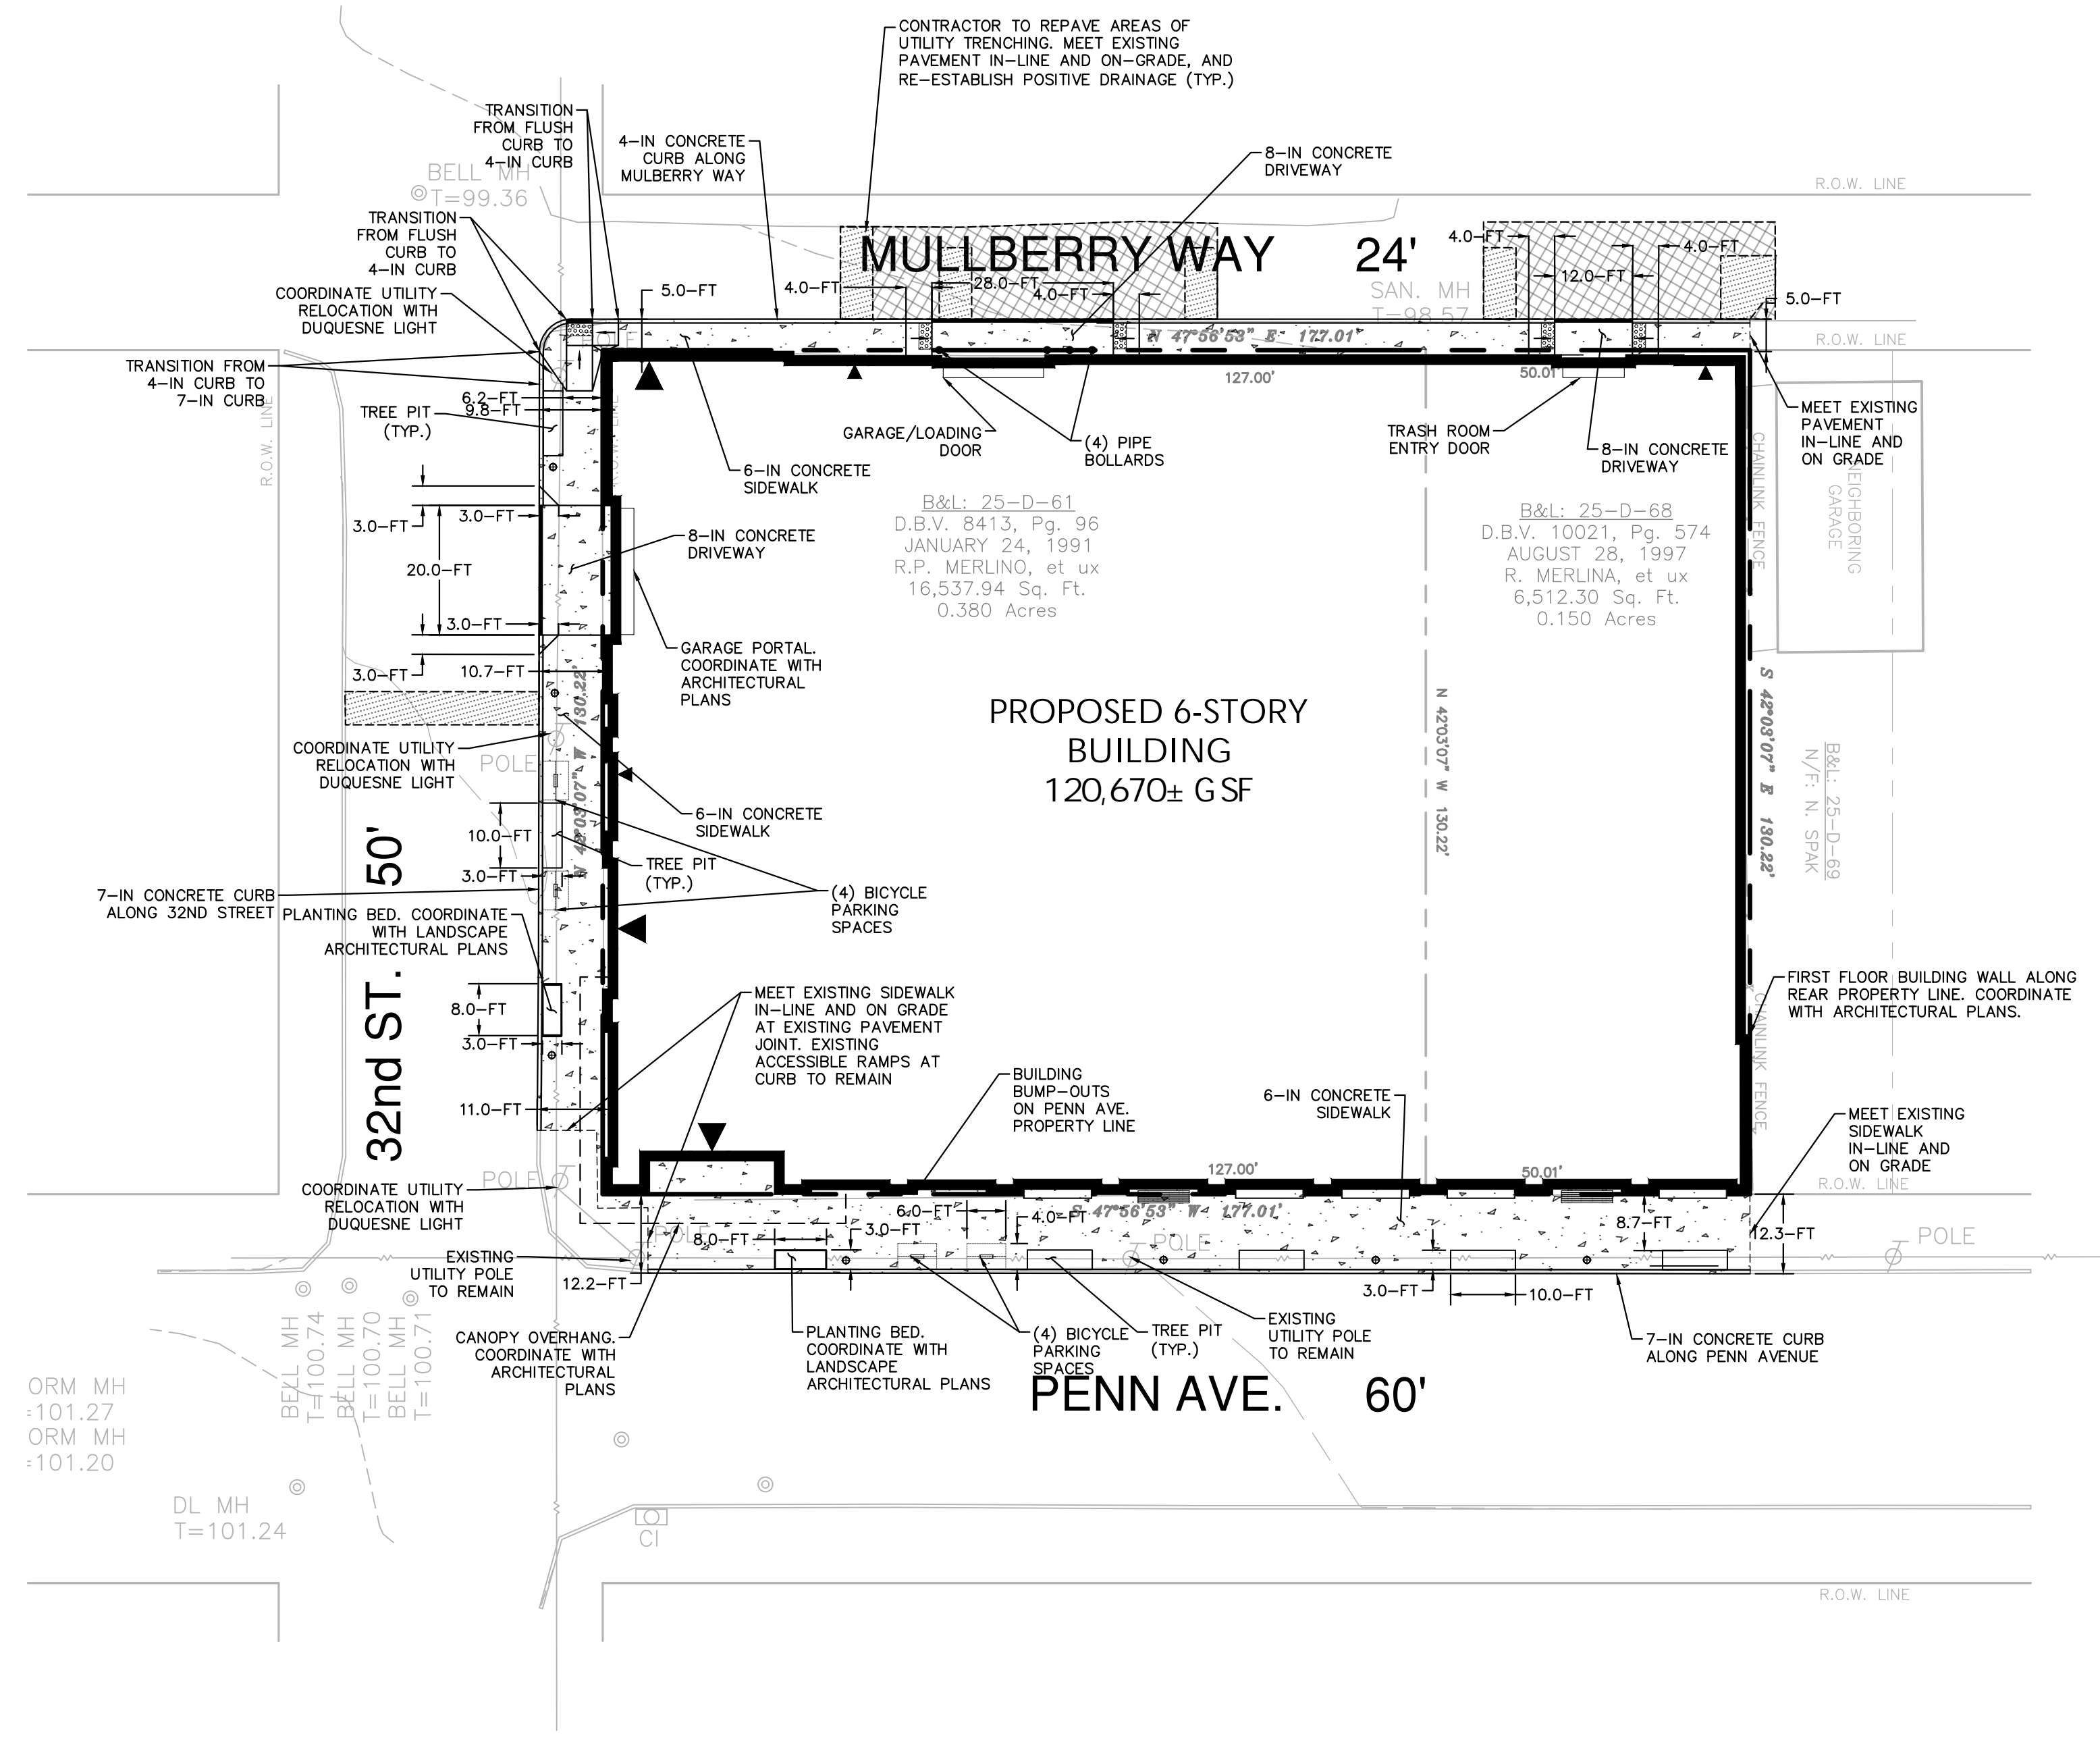 CONTRACTOR TO REPAVE AREAS OF
UTILITY TRENCHING. MEET EXISTING
PAVEMENT IN-LINE AND ON-GRADE, AND
RE-ESTABLISH POSITIVE DRAINAGE (TYP.)
TRANSITION
FROM FLUSH
CURB TO
4-IN CURB
4-IN CONCRETE
CURB ALONG
MULBERRY WAY
8-IN CONCRETE
DRIVEWAY
BELL MH
T=99.36
R.O.W. LINE
TRANSITION
FROM FLUSH
CURB TO
4-IN CURB
MULLBERRY WAY 24'
4.0-FT
4.0-FT
12.0-FT
COORDINATE UTILITY
RELOCATION WITH
DUQUESNE LIGHT
5.0-FT
4.0-FT
28.0-FT
4.0-FT
SAN. MH
T=98.57
5.0-FT
N 47°56'53" E 177.01'
R.O.W. LINE
TRANSITION FROM
4-IN CURB TO
7-IN CURB
127.00'
50.01'
6.2-FT
9.8-FT
TREE PIT
(TYP.)
R.O.W. LINE
R.O.W. LINE
GARAGE/LOADING
DOOR
(4) PIPE
BOLLARDS
TRASH ROOM
ENTRY DOOR
8-IN CONCRETE
DRIVEWAY
MEET EXISTING
PAVEMENT
IN-LINE AND
ON GRADE
CHAINLINK FENCE
NEIGHBORING
GARAGE
6-IN CONCRETE
SIDEWALK
3.0-FT
3.0-FT
8-IN CONCRETE
DRIVEWAY
B&L: 25-D-61
D.B.V. 8413, Pg. 96
JANUARY 24, 1991
R.P. MERLINO, et ux
16,537.94 Sq. Ft.
0.380 Acres
B&L: 25-D-68
D.B.V. 10021, Pg. 574
AUGUST 28, 1997
R. MERLINA, et ux
6,512.30 Sq. Ft.
0.150 Acres
20.0-FT
3.0-FT
3.0-FT
10.7-FT
GARAGE PORTAL.
COORDINATE WITH
ARCHITECTURAL
PLANS
PROPOSED 6-STORY
BUILDING
120,670± GSF
N 42°03'07" W 130.22'
N 42°03'07" W 130.22'
S 42°03'07" E 130.22'
B&L: 25-D-69
N/F: N. SPAK
COORDINATE UTILITY
RELOCATION WITH
DUQUESNE LIGHT
POLE
6-IN CONCRETE
SIDEWALK
10.0-FT
TREE PIT
(TYP.)
3.0-FT
(4) BICYCLE
PARKING
SPACES
7-IN CONCRETE CURB
ALONG 32ND STREET
PLANTING BED. COORDINATE
WITH LANDSCAPE
ARCHITECTURAL PLANS
32nd ST. 50'
8.0-FT
3.0-FT
11.0-FT
MEET EXISTING SIDEWALK
IN-LINE AND ON GRADE
AT EXISTING PAVEMENT
JOINT. EXISTING
ACCESSIBLE RAMPS AT
CURB TO REMAIN
BUILDING
BUMP-OUTS
ON PENN AVE.
PROPERTY LINE
6-IN CONCRETE
SIDEWALK
FIRST FLOOR BUILDING WALL ALONG
REAR PROPERTY LINE. COORDINATE
WITH ARCHITECTURAL PLANS.
CHAINLINK FENCE
MEET EXISTING
SIDEWALK
IN-LINE AND
ON GRADE
127.00'
50.01'
R.O.W. LINE
POLE
COORDINATE UTILITY
RELOCATION WITH
DUQUESNE LIGHT
S 47°56'53" W 177.01'
6.0-FT
4.0-FT
3.0-FT
8.0-FT
8.7-FT
12.3-FT
POLE
POLE
POLE
EXISTING
UTILITY POLE
TO REMAIN
12.2-FT
3.0-FT
10.0-FT
CANOPY OVERHANG.
COORDINATE WITH
ARCHITECTURAL
PLANS
PLANTING BED.
COORDINATE WITH
LANDSCAPE
ARCHITECTURAL PLANS
(4) BICYCLE
PARKING
SPACES
TREE PIT
(TYP.)
EXISTING
UTILITY POLE
TO REMAIN
7-IN CONCRETE CURB
ALONG PENN AVENUE
PENN AVE. 60'
BELL MH
T=100.74
BELL MH
T=100.70
BELL MH
T=100.71
ORM MH
=101.27
ORM MH
=101.20
DL MH
T=101.24
CI
R.O.W. LINE